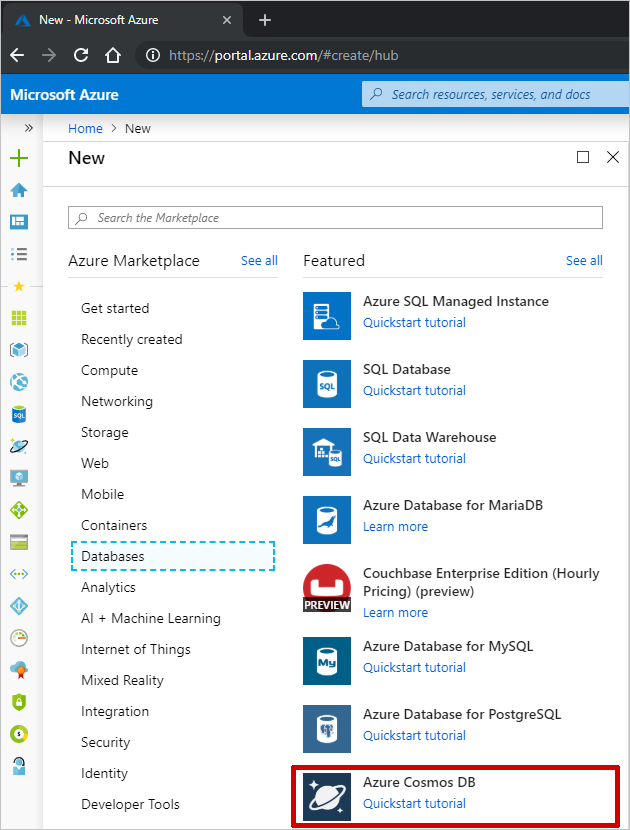 New - Microsoft Azure
https://portal.azure.com/#create/hub
Microsoft Azure
Search resources, services, and docs
Home > New
New
Search the Marketplace
Azure Marketplace
See all
Get started
Recently created
Compute
Networking
Storage
Web
Mobile
Containers
Databases
Analytics
AI + Machine Learning
Internet of Things
Mixed Reality
Integration
Security
Identity
Developer Tools
Featured
See all
Azure SQL Managed Instance
Quickstart tutorial
SQL
SQL Database
Quickstart tutorial
SQL
SQL Data Warehouse
Quickstart tutorial
Azure Database for MariaDB
Learn more
PREVIEW
Couchbase Enterprise Edition (Hourly
Pricing) (preview)
Learn more
My
Azure Database for MySQL
Quickstart tutorial
Azure Database for PostgreSQL
Quickstart tutorial
Azure Cosmos DB
Quickstart tutorial
SQL